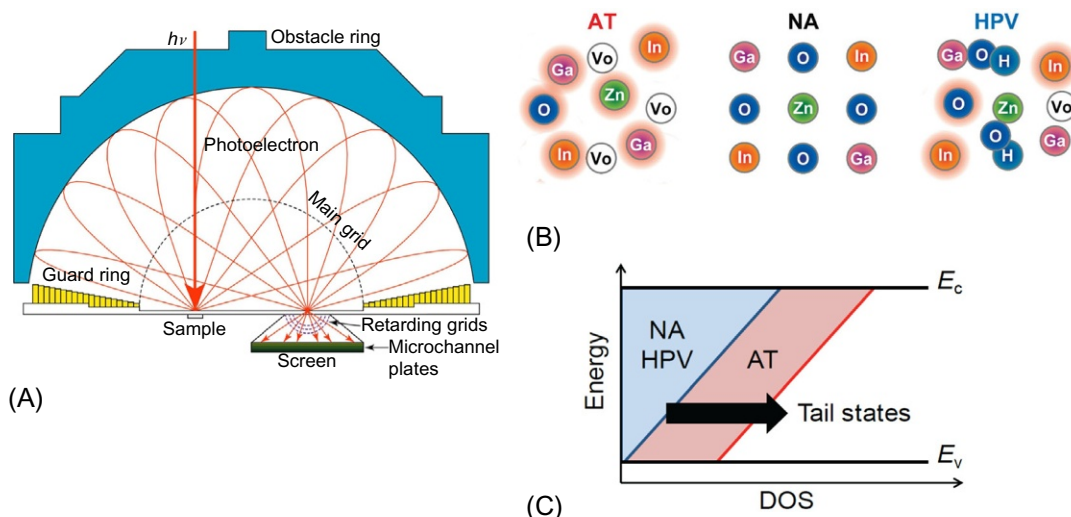 hν
Obstacle ring
Photoelectron
Main grid
Guard ring
Sample
Retarding grids
Microchannel
plates
Screen
(A)
AT NA HPV
Ga Vo In
O Zn
In Vo Ga
Ga O In
O Zn O
In O Ga
Ga O H In
O Zn Vo
In O H Ga
(B)
Energy
NA
HPV
AT
Tail states
Ec
Ev
DOS
(C)